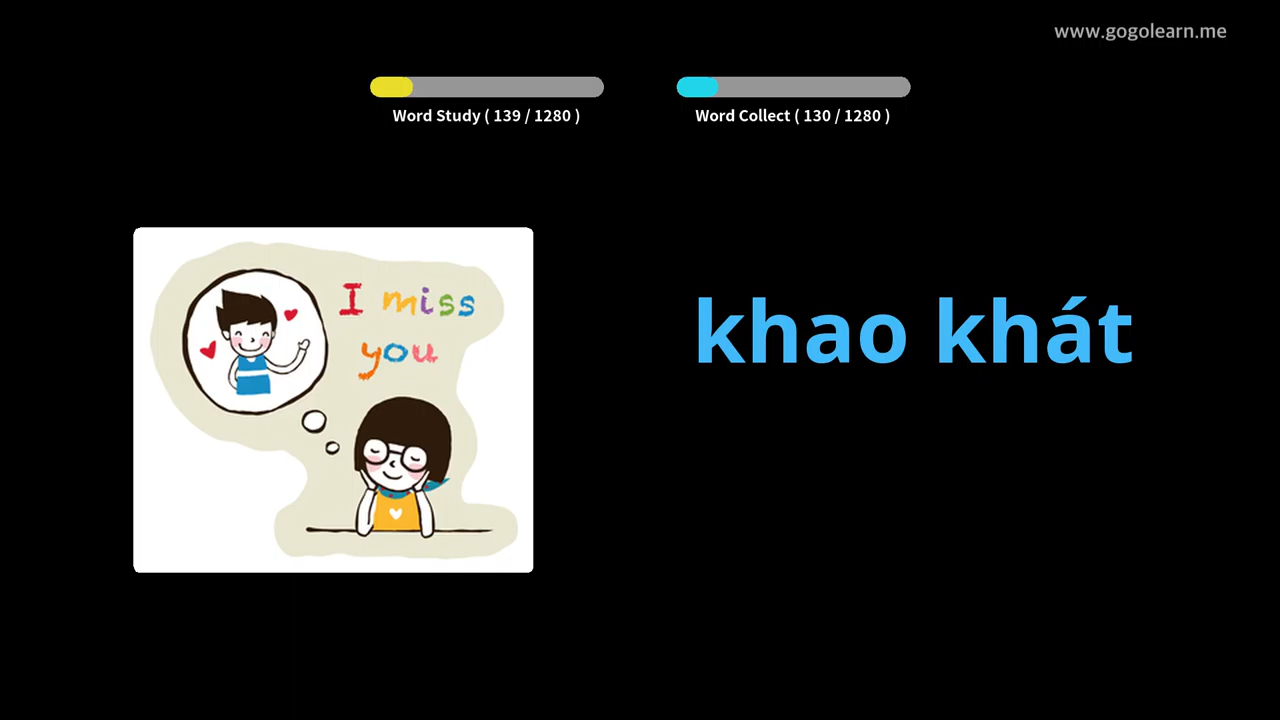 www.gogolearn.me
Word Study ( 139 / 1280 )
Word Collect ( 130 / 1280 )
I miss
you
khao khát